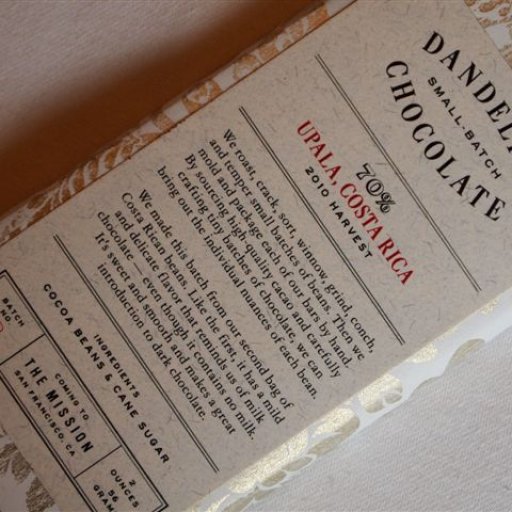 DANDELI
SMALL-BATCH
CHOCOLATE
70%
UPALA, COSTA RICA
2010 HARVEST
We roast, crack, sort, winnow, grind, conch,
and temper small batches of beans. Then we
mold and package each of our bars by hand.
By sourcing high-quality cacao and carefully
crafting tiny batches of chocolate, we can
bring out the individual nuances of each bean.
We made this batch from our second bag of
Costa Rican beans. Like the first, it has a mild
and delicate flavor that reminds us of milk
chocolate — even though it contains no milk.
It's sweet and smooth and makes a great
introduction to dark chocolate.
INGREDIENTS
COCOA BEANS & CANE SUGAR
BATCH
NO
COMING TO
THE MISSION
SAN FRANCISCO, CA
2
OUNCES
56
GRAM